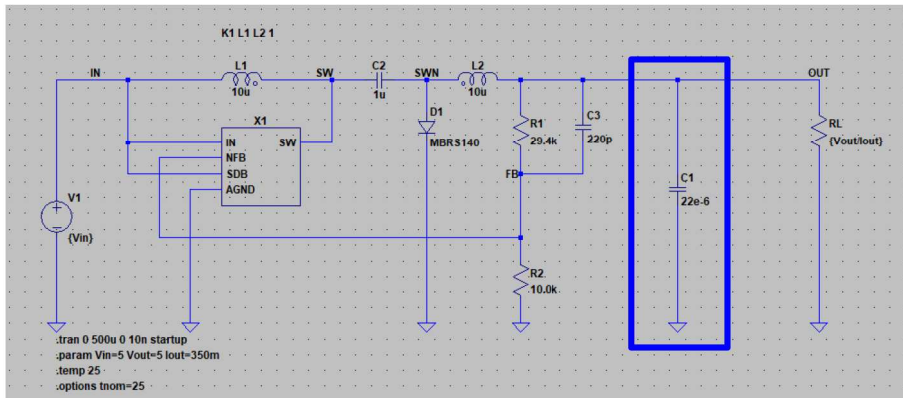 K1 L1 L2 1
IN
L1
10u
SW
C2
1u
SWN
L2
10u
OUT
X1
IN
SW
NFB
SDB
AGND
D1
MBRS140
R1
29.4k
C3
220p
RL
{Vout/Iout}
FB
C1
22e-6
V1
{Vin}
R2
10.0k
.tran 0 500u 0 10n startup
.param Vin=5 Vout=5 Iout=350m
.temp 25
.options tnom=25